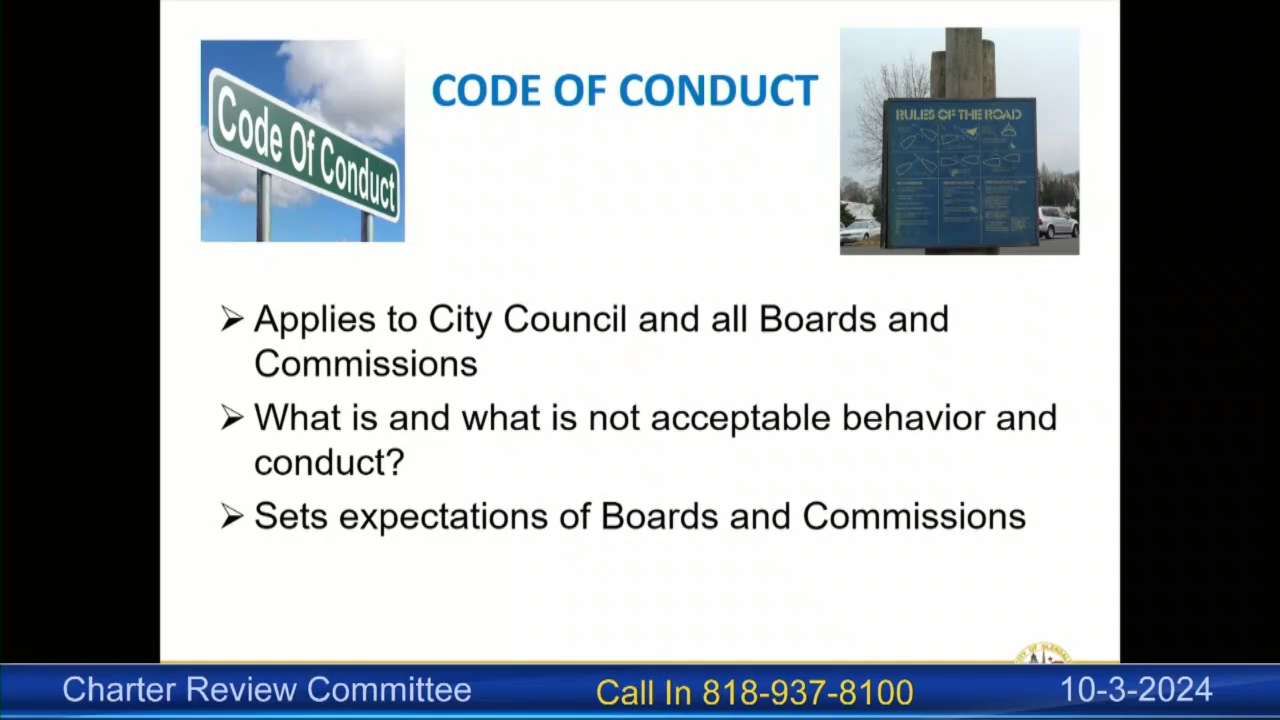 Code Of Conduct
CODE OF CONDUCT
RULES OF THE ROAD
➢ Applies to City Council and all Boards and
Commissions
➢ What is and what is not acceptable behavior and
conduct?
➢ Sets expectations of Boards and Commissions
Charter Review Committee
Call In 818-937-8100
10-3-2024